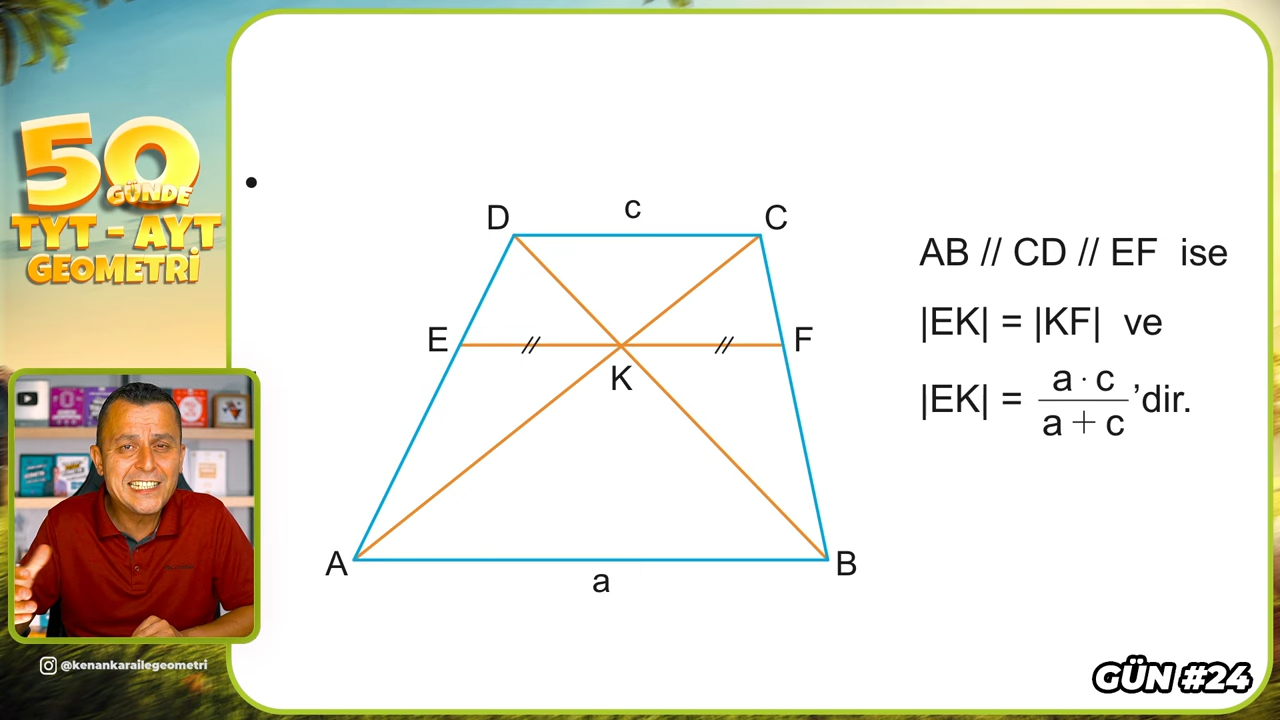 50
GÜNDE
TYT - AYT
GEOMETRİ
D
c
C
E
F
K
A
B
a
AB // CD // EF ise
|EK| = |KF| ve
|EK| = a · c / a + c 'dir.
@kenankarailegeometri
GÜN #24